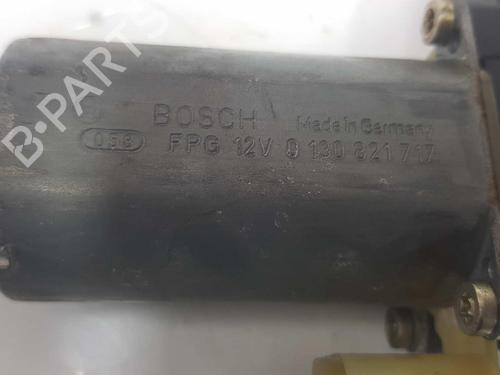 B-PARTS
BOSCH Made in Germany
058 FPG 12V 0 130 821 717